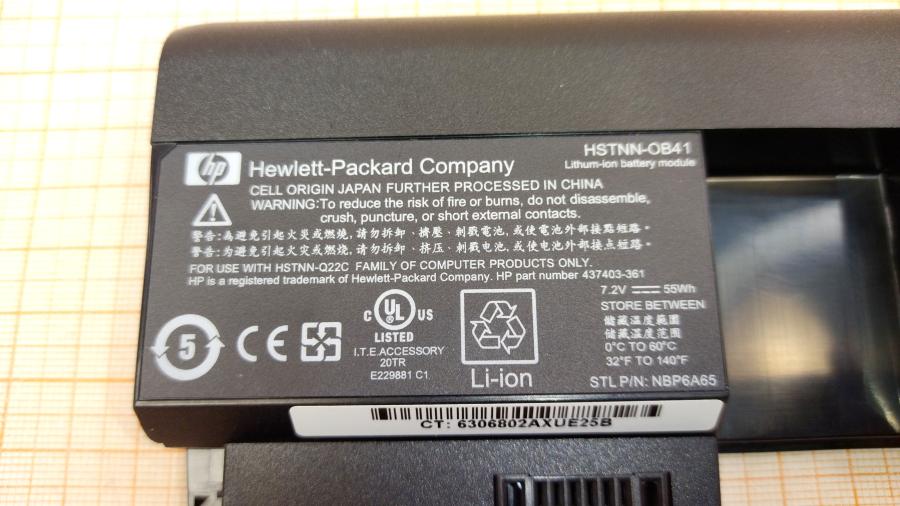 hp Hewlett-Packard Company
HSTNN-OB41
Lithium-ion battery module
CELL ORIGIN JAPAN FURTHER PROCESSED IN CHINA
WARNING:To reduce the risk of fire or burns, do not disassemble,
crush, puncture, or short external contacts.
警告:為避免引起火災或燃燒, 請勿拆卸、擠壓、刺戳電池, 或使電池外部接點短路。
警告:为避免引起火灾或燃烧, 请勿拆卸、挤压、刺戳电池, 或使电池外部接点短路。
FOR USE WITH HSTNN-Q22C FAMILY OF COMPUTER PRODUCTS ONLY.
HP is a registered trademark of Hewlett-Packard Company. HP part number 437403-361
7.2V 55Wh
STORE BETWEEN
儲藏溫度範圍
储藏温度范围
0°C TO 60°C
32°F TO 140°F
5
CE
C UL US
LISTED
I.T.E.ACCESSORY
20TR
E229881 C1
Li-ion
STL P/N: NBP6A65
CT: 6306802AXUE25B